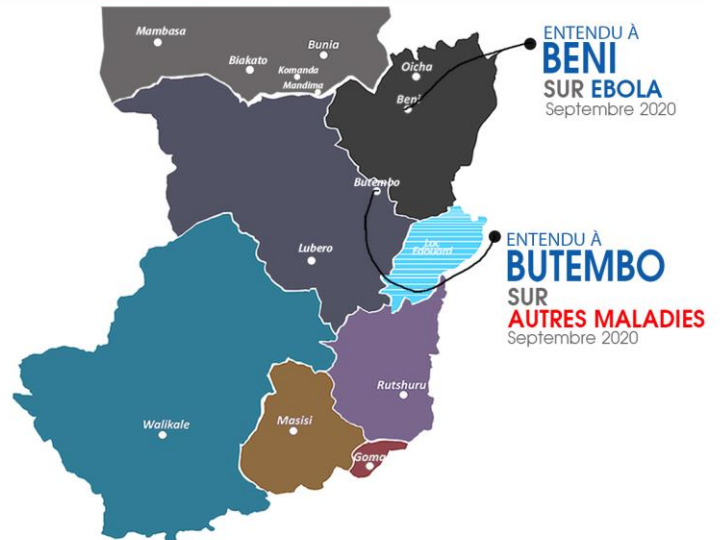 Mambasa
Biakato
Bunia
Komanda
Mandima
Oicha
Beni
ENTENDU À
BENI
SUR EBOLA
Septembre 2020
Butembo
Lac
Edouard
Lubero
ENTENDU À
BUTEMBO
SUR
AUTRES MALADIES
Septembre 2020
Rutshuru
Walikale
Masisi
Goma